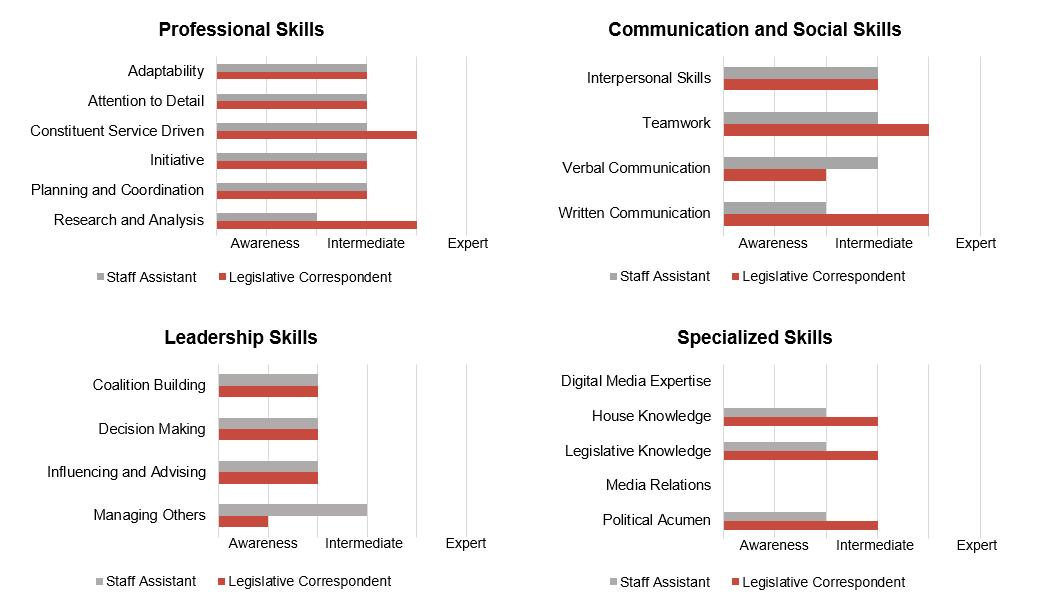 Professional Skills
Adaptability
Attention to Detail
Constituent Service Driven
Initiative
Planning and Coordination
Research and Analysis
Awareness Intermediate Expert
Staff Assistant Legislative Correspondent
Communication and Social Skills
Interpersonal Skills
Teamwork
Verbal Communication
Written Communication
Awareness Intermediate Expert
Staff Assistant Legislative Correspondent
Leadership Skills
Coalition Building
Decision Making
Influencing and Advising
Managing Others
Awareness Intermediate Expert
Staff Assistant Legislative Correspondent
Specialized Skills
Digital Media Expertise
House Knowledge
Legislative Knowledge
Media Relations
Political Acumen
Awareness Intermediate Expert
Staff Assistant Legislative Correspondent